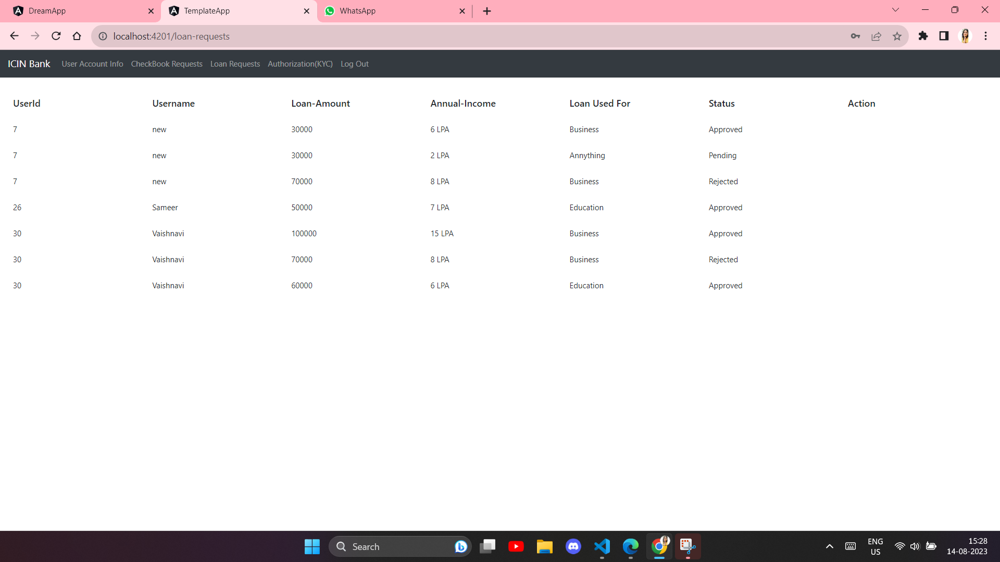 DreamApp TemplateApp WhatsApp
localhost:4201/loan-requests
ICIN Bank User Account Info CheckBook Requests Loan Requests Authorization(KYC) Log Out
UserId Username Loan-Amount Annual-Income Loan Used For Status Action
7 new 30000 6 LPA Business Approved
7 new 30000 2 LPA Annything Pending
7 new 70000 8 LPA Business Rejected
26 Sameer 50000 7 LPA Education Approved
30 Vaishnavi 100000 15 LPA Business Approved
30 Vaishnavi 70000 8 LPA Business Rejected
30 Vaishnavi 60000 6 LPA Education Approved
Search
ENG
US
15:28
14-08-2023